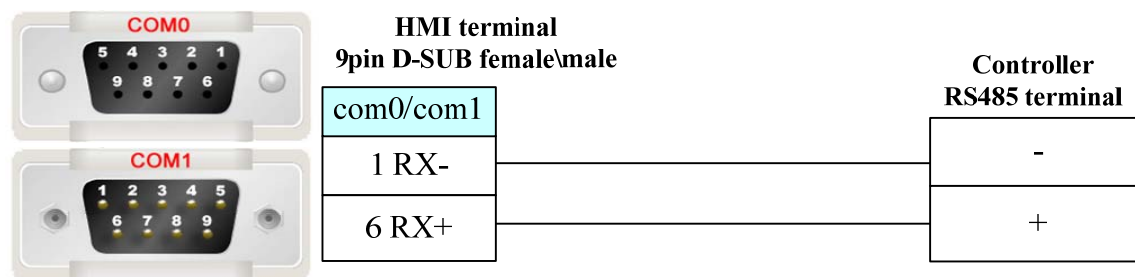 COM0
5 4 3 2 1
9 8 7 6
COM1
1 2 3 4 5
6 7 8 9
HMI terminal
9pin D-SUB female\male
com0/com1
1 RX-
6 RX+
Controller
RS485 terminal
-
+